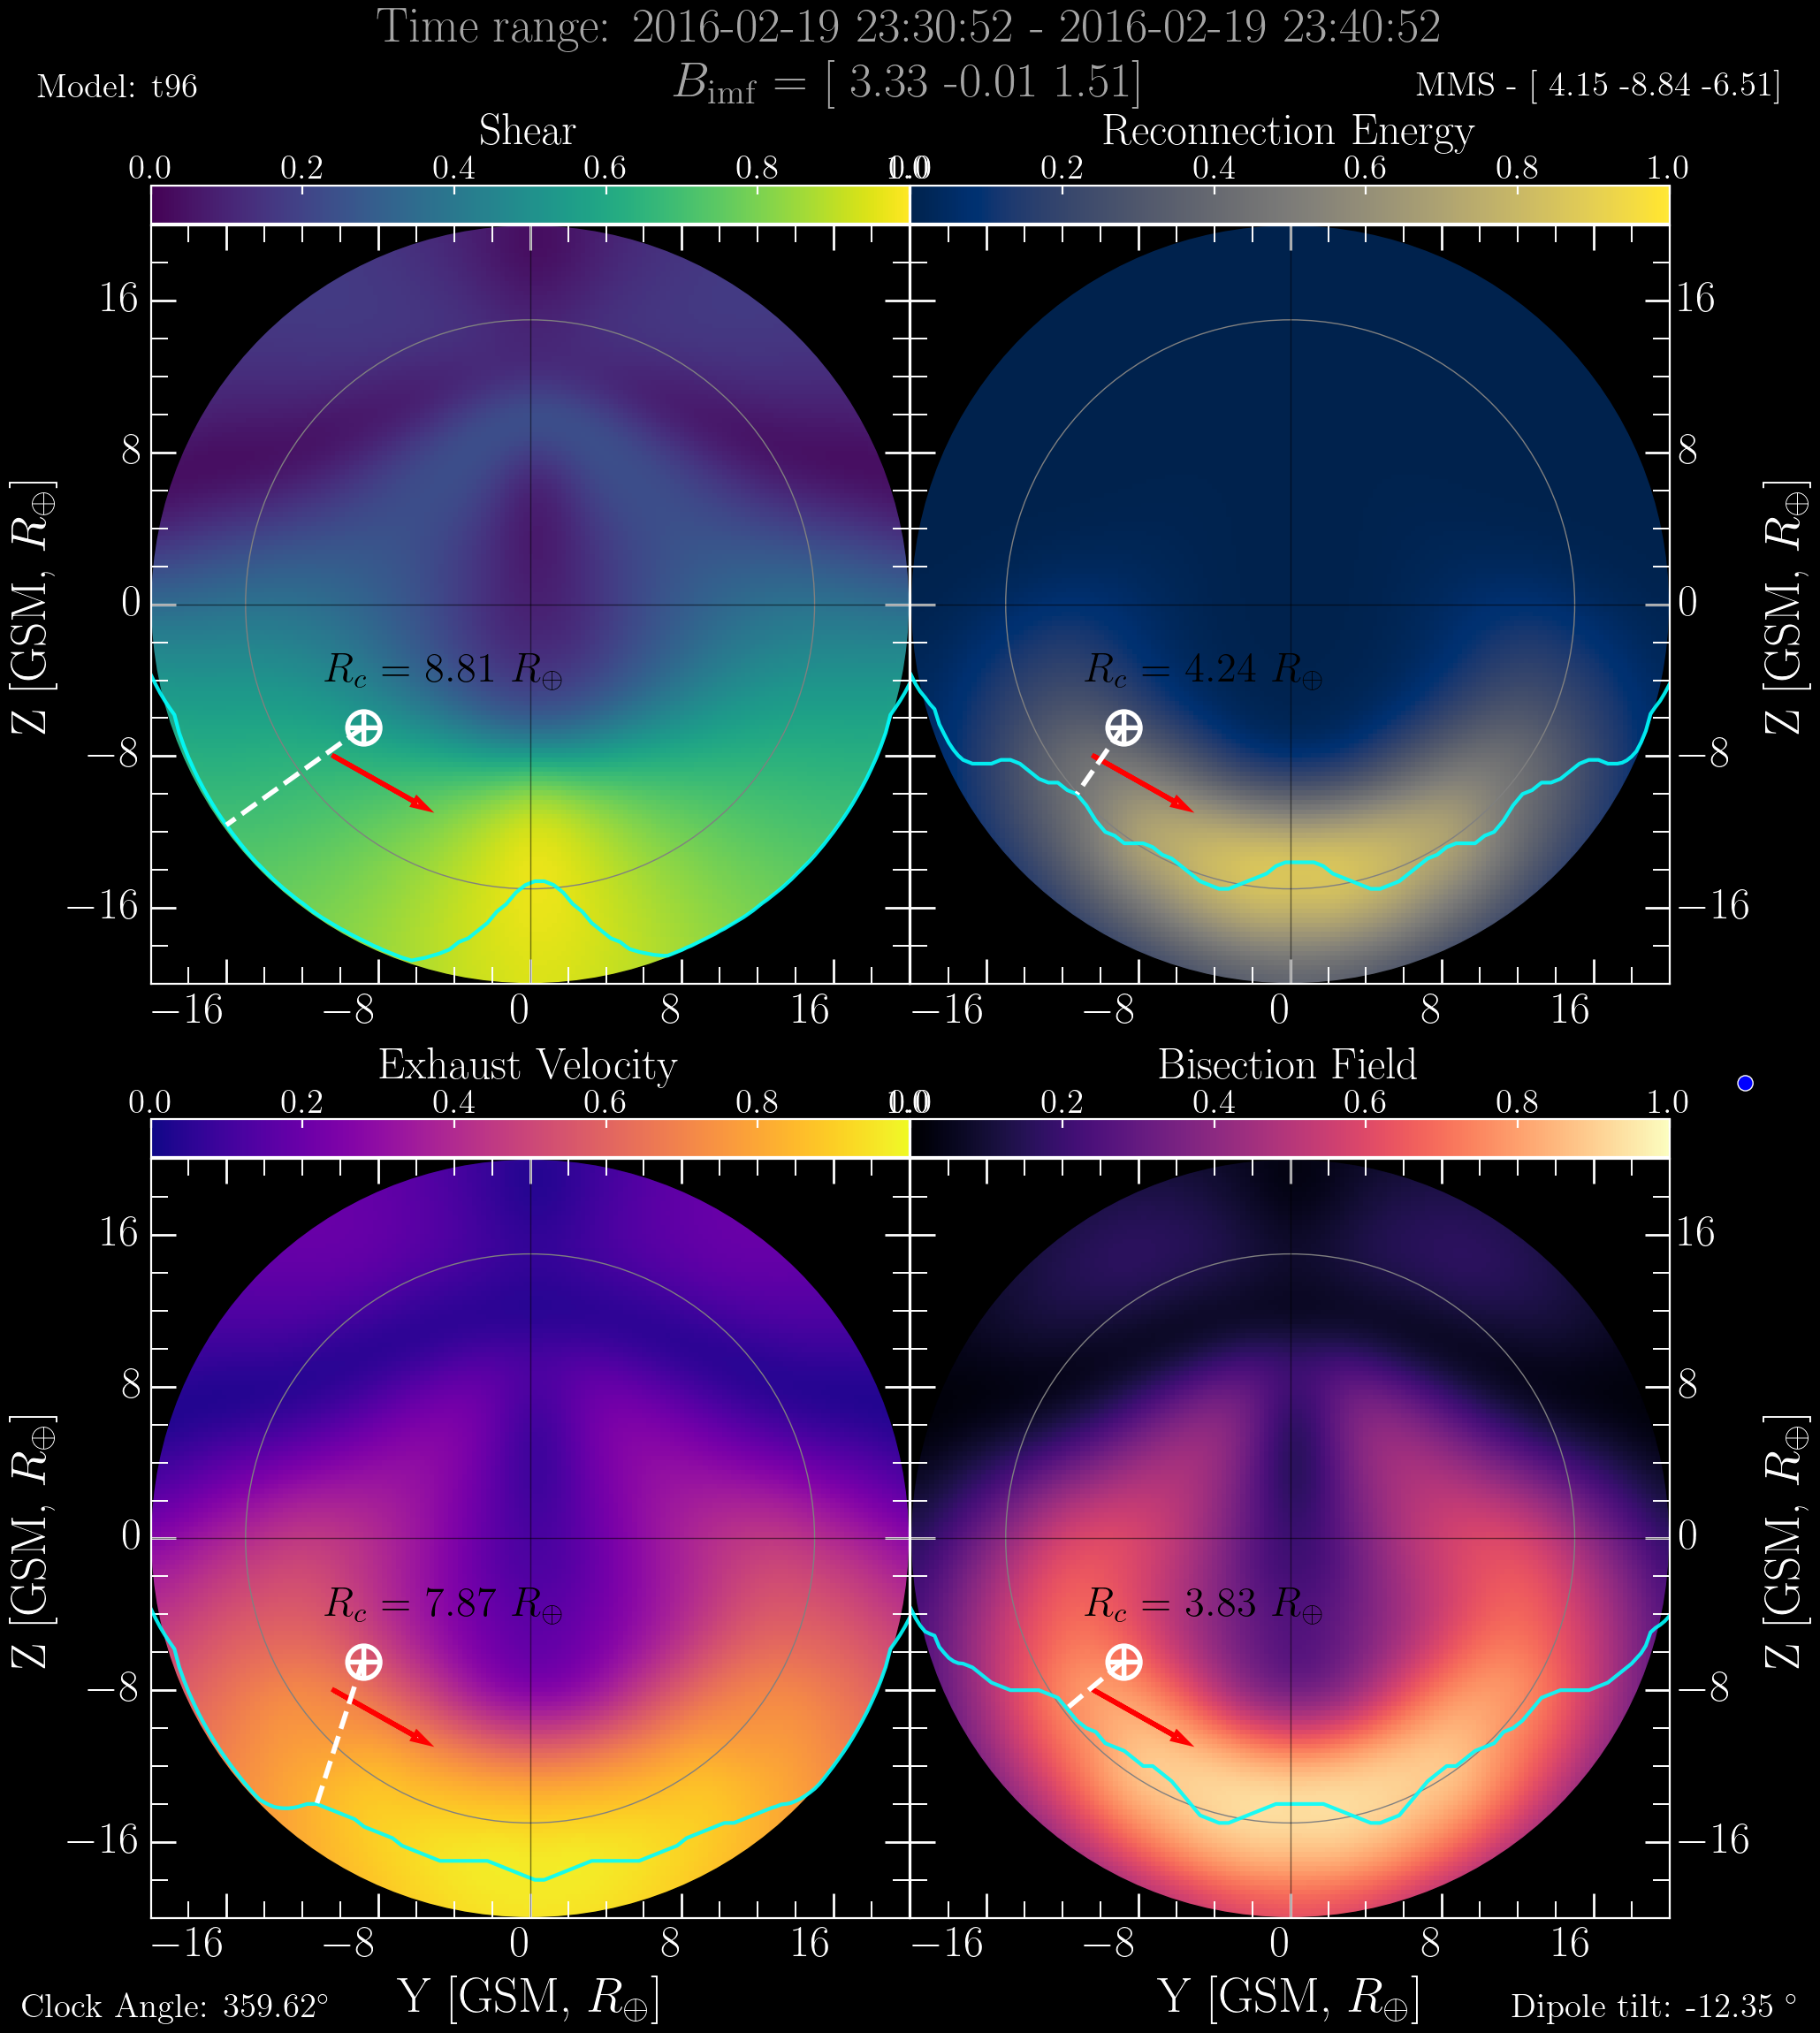 Time range: 2016-02-19 23:30:52 - 2016-02-19 23:40:52
Model: t96
B_imf = [ 3.33 -0.01 1.51]
MMS - [ 4.15 -8.84 -6.51]
Shear
Reconnection Energy
0.0 0.2 0.4 0.6 0.8 1.0
0.0 0.2 0.4 0.6 0.8 1.0
16
8
0
−8
−16
Z [GSM, R⊕]
R_c = 8.81 R⊕
−16 −8 0 8 16
R_c = 4.24 R⊕
−16 −8 0 8 16
16
8
0
−8
−16
Z [GSM, R⊕]
Exhaust Velocity
Bisection Field
0.0 0.2 0.4 0.6 0.8 1.0
0.0 0.2 0.4 0.6 0.8 1.0
16
8
0
−8
−16
Z [GSM, R⊕]
R_c = 7.87 R⊕
−16 −8 0 8 16
Y [GSM, R⊕]
R_c = 3.83 R⊕
−16 −8 0 8 16
Y [GSM, R⊕]
16
8
0
−8
−16
Z [GSM, R⊕]
Clock Angle: 359.62°
Dipole tilt: -12.35 °